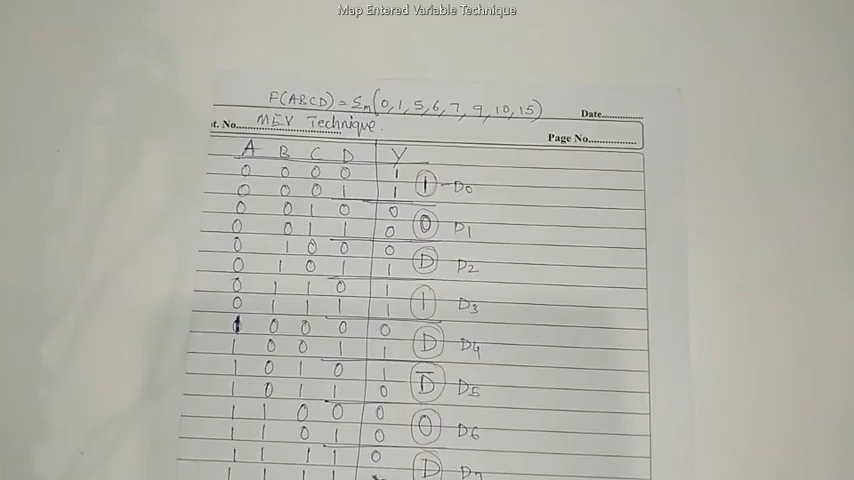 Map Entered Variable Technique
F(ABCD) = Σm(0, 1, 5, 6, 7, 9, 10, 15)
Date..............
t. No. MEV Technique.
Page No.................
A B C D Y
0 0 0 0 1
0 0 0 1 1 1 - D0
0 0 1 0 0
0 0 1 1 0 0 D1
0 1 0 0 0
0 1 0 1 1 D D2
0 1 1 0 1
0 1 1 1 1 1 D3
1 0 0 0 0
1 0 0 1 1 D D4
1 0 1 0 1
1 0 1 1 0 D̅ D5
1 1 0 0 0
1 1 0 1 0 0 D6
1 1 1 1 0
1 1 1 1 D D7